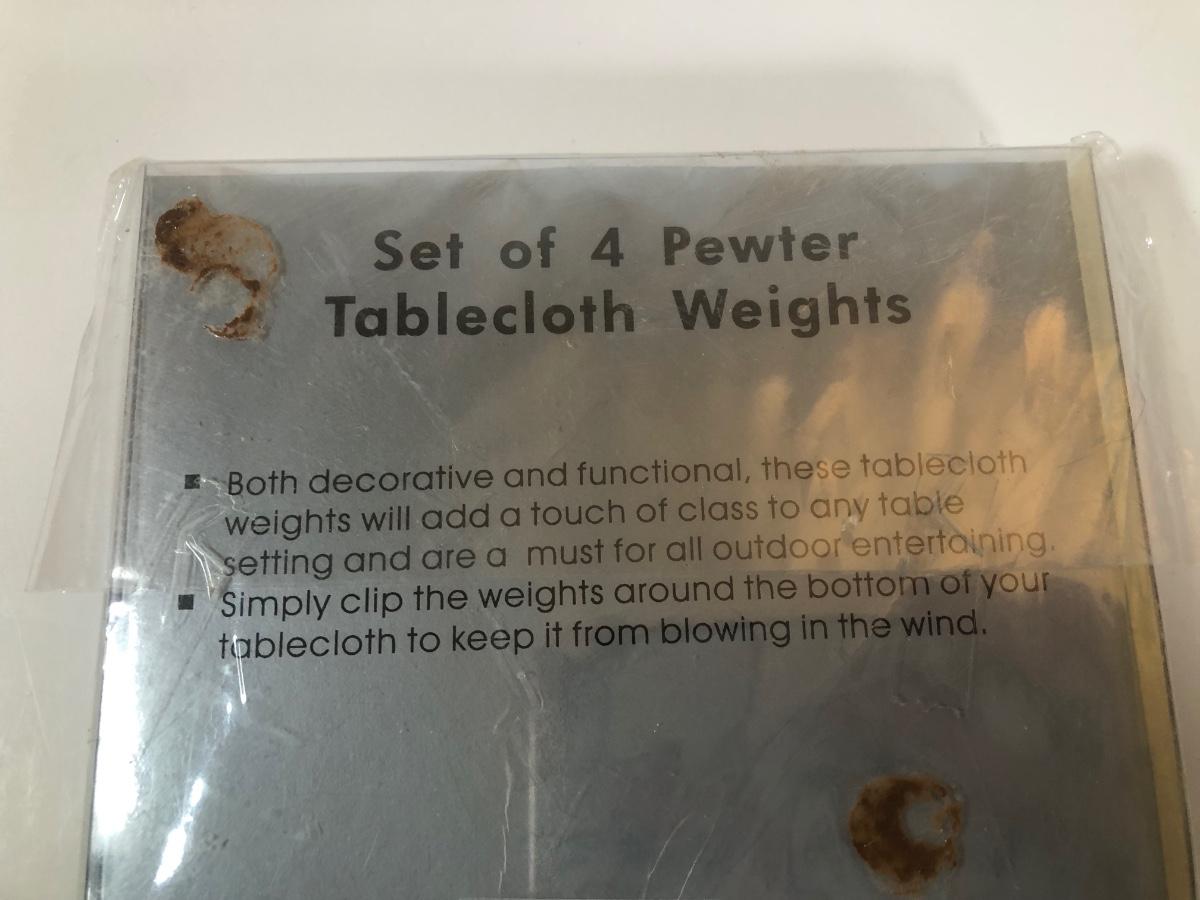 Set of 4 Pewter
Tablecloth Weights
▪ Both decorative and functional, these tablecloth
weights will add a touch of class to any table
setting and are a must for all outdoor entertaining.
▪ Simply clip the weights around the bottom of your
tablecloth to keep it from blowing in the wind.